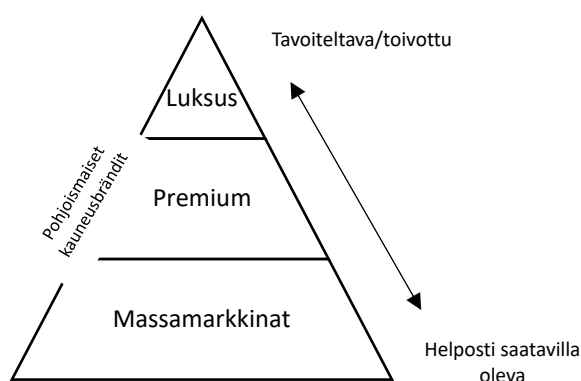 Tavoiteltava/toivottu
Luksus
Pohjoismaiset
kauneusbrändit
Premium
Massamarkkinat
Helposti saatavilla
oleva